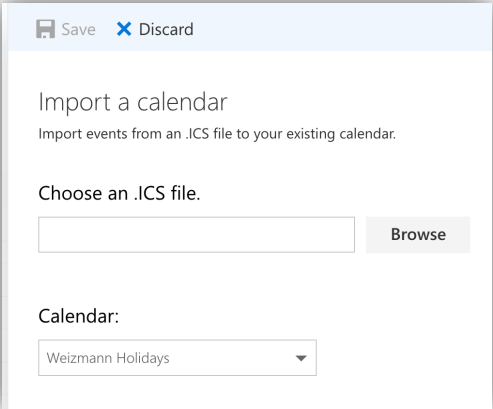 Save Discard
Import a calendar
Import events from an .ICS file to your existing calendar.
Choose an .ICS file.
Browse
Calendar:
Weizmann Holidays